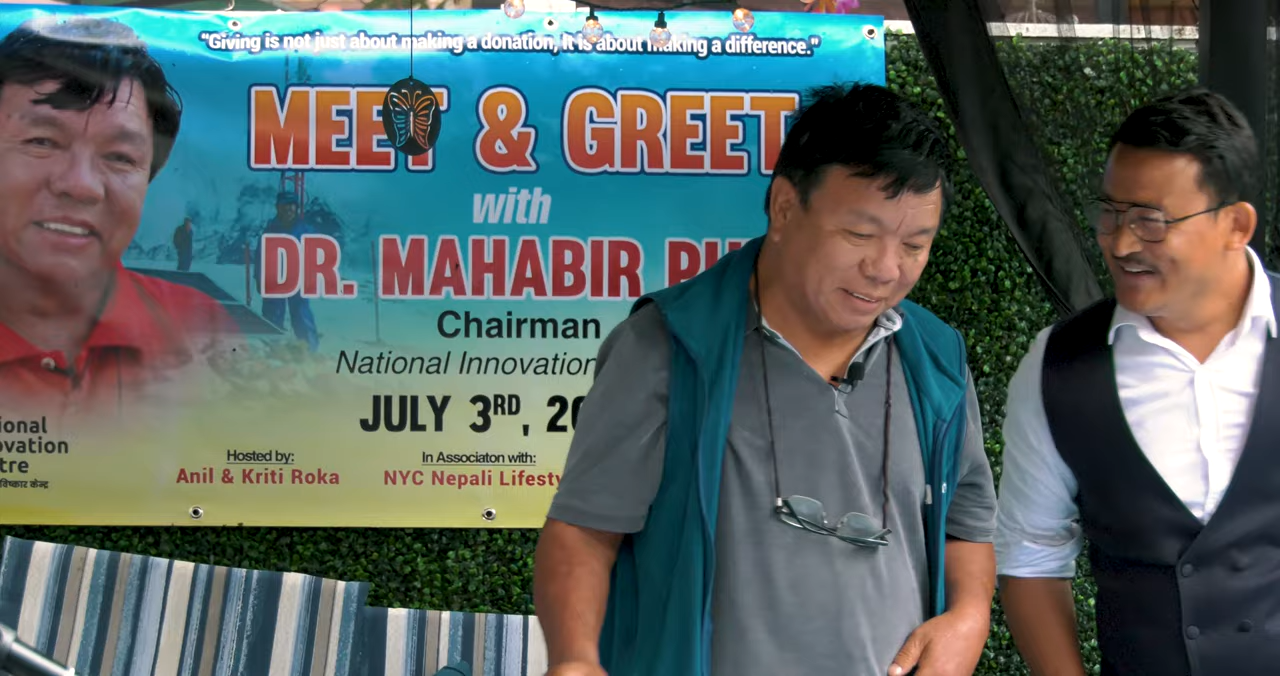 "Giving is not just about making a donation, it is about making a difference."
MEET & GREET
with
DR. MAHABIR PU
Chairman
National Innovation
JULY 3RD, 20
ional
ovation
tre
Hosted by:
Anil & Kriti Roka
In Associaton with:
NYC Nepali Lifesty